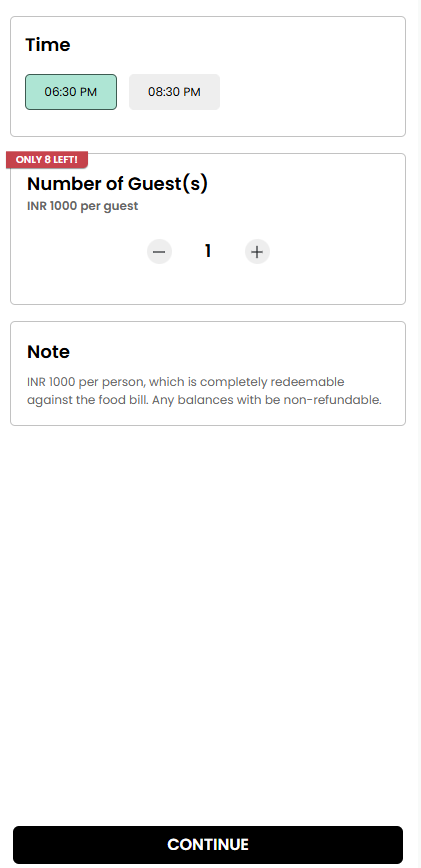 Time
06:30 PM 08:30 PM
ONLY 8 LEFT!
Number of Guest(s)
INR 1000 per guest
1
Note
INR 1000 per person, which is completely redeemable
against the food bill. Any balances with be non-refundable.
CONTINUE